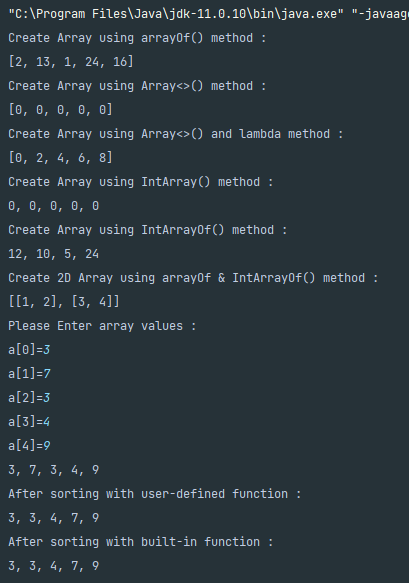 "C:\Program Files\Java\jdk-11.0.10\bin\java.exe" "-javaage
Create Array using arrayOf() method :
[2, 13, 1, 24, 16]
Create Array using Array<>() method :
[0, 0, 0, 0, 0]
Create Array using Array<>() and lambda method :
[0, 2, 4, 6, 8]
Create Array using IntArray() method :
0, 0, 0, 0, 0
Create Array using IntArrayOf() method :
12, 10, 5, 24
Create 2D Array using arrayOf & IntArrayOf() method :
[[1, 2], [3, 4]]
Please Enter array values :
a[0]=3
a[1]=7
a[2]=3
a[3]=4
a[4]=9
3, 7, 3, 4, 9
After sorting with user-defined function :
3, 3, 4, 7, 9
After sorting with built-in function :
3, 3, 4, 7, 9